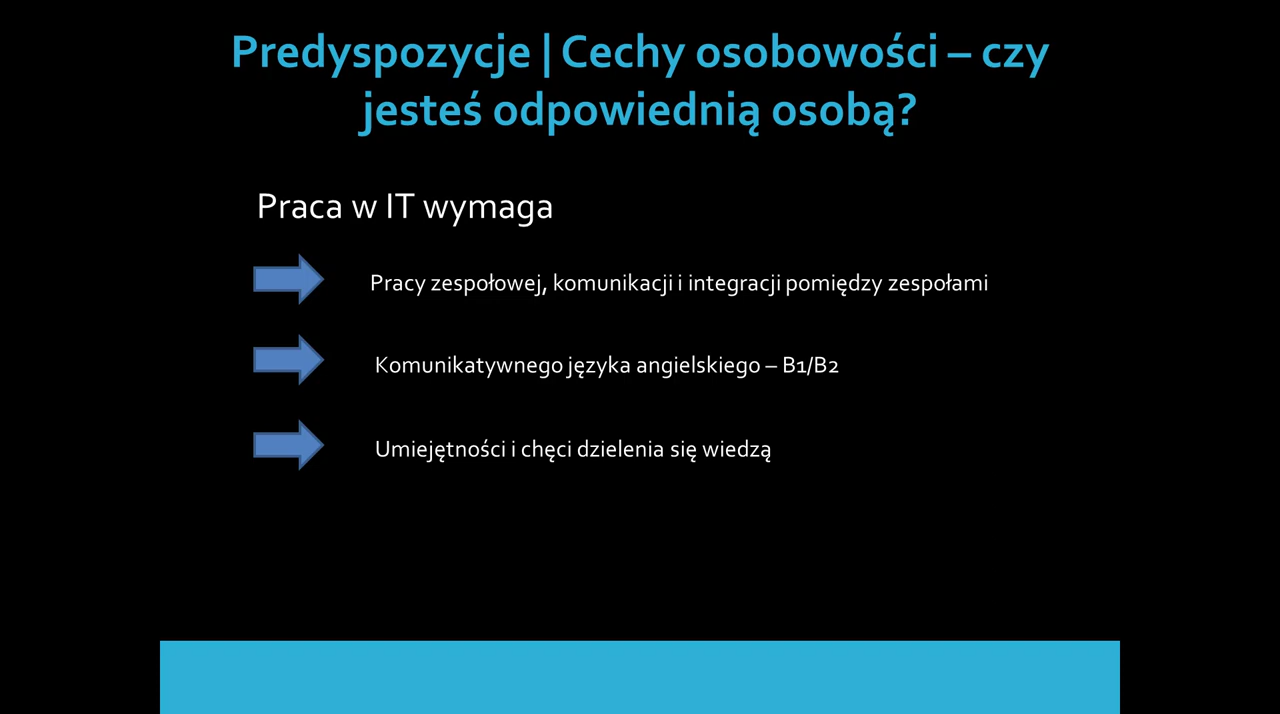 Predyspozycje | Cechy osobowości – czy
jesteś odpowiednią osobą?
Praca w IT wymaga
Pracy zespołowej, komunikacji i integracji pomiędzy zespołami
Komunikatywnego języka angielskiego – B1/B2
Umiejętności i chęci dzielenia się wiedzą